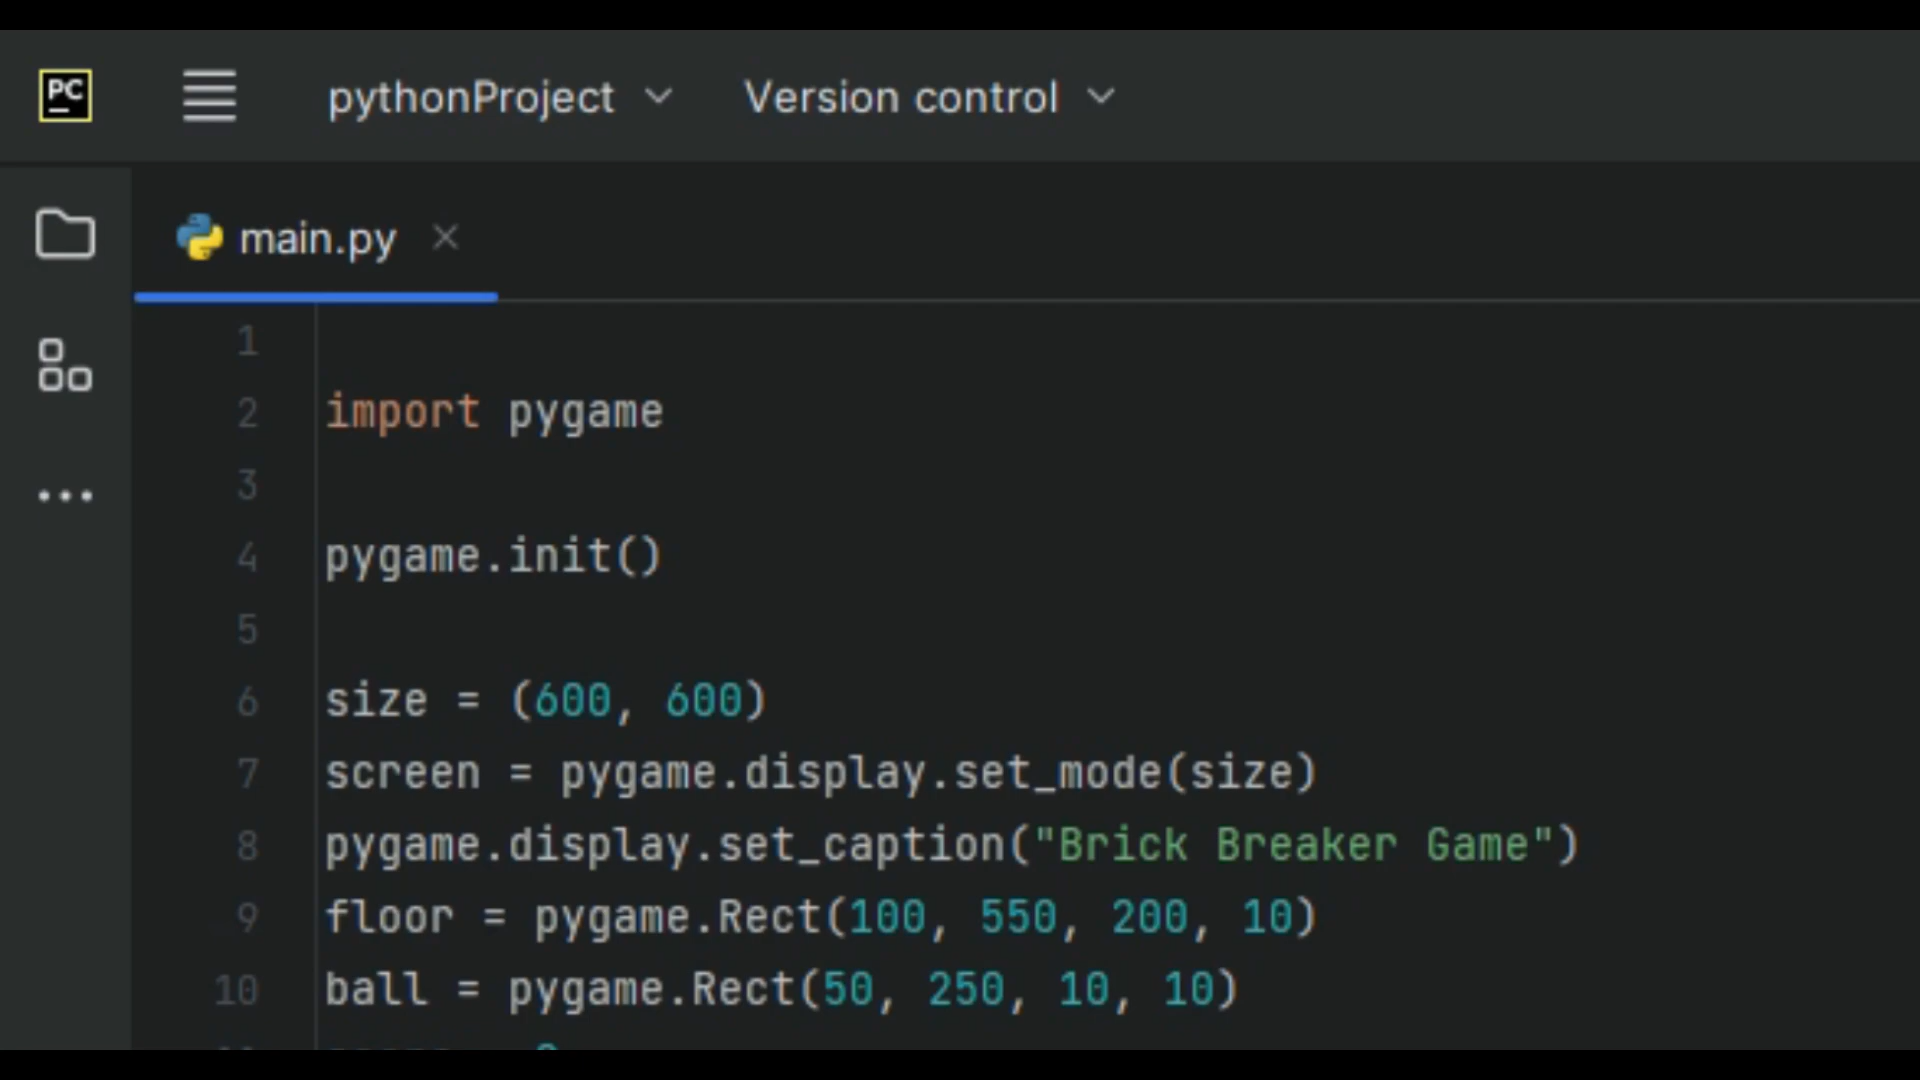 PC
pythonProject
Version control
main.py
1
2 import pygame
3
4 pygame.init()
5
6 size = (600, 600)
7 screen = pygame.display.set_mode(size)
8 pygame.display.set_caption("Brick Breaker Game")
9 floor = pygame.Rect(100, 550, 200, 10)
10 ball = pygame.Rect(50, 250, 10, 10)